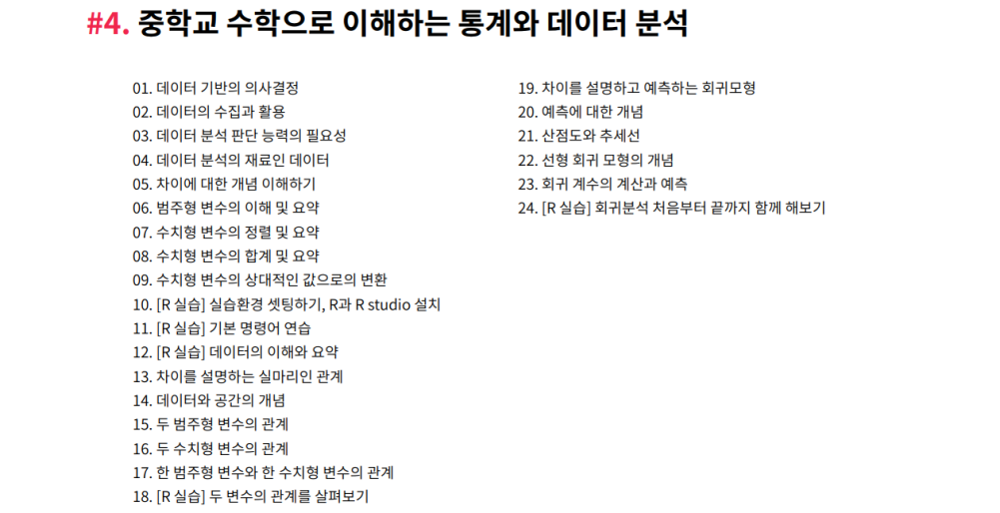 #4. 중학교 수학으로 이해하는 통계와 데이터 분석
01. 데이터 기반의 의사결정
02. 데이터의 수집과 활용
03. 데이터 분석 판단 능력의 필요성
04. 데이터 분석의 재료인 데이터
05. 차이에 대한 개념 이해하기
06. 범주형 변수의 이해 및 요약
07. 수치형 변수의 정렬 및 요약
08. 수치형 변수의 합계 및 요약
09. 수치형 변수의 상대적인 값으로의 변환
10. [R 실습] 실습환경 셋팅하기, R과 R studio 설치
11. [R 실습] 기본 명령어 연습
12. [R 실습] 데이터의 이해와 요약
13. 차이를 설명하는 실마리인 관계
14. 데이터와 공간의 개념
15. 두 범주형 변수의 관계
16. 두 수치형 변수의 관계
17. 한 범주형 변수와 한 수치형 변수의 관계
18. [R 실습] 두 변수의 관계를 살펴보기
19. 차이를 설명하고 예측하는 회귀모형
20. 예측에 대한 개념
21. 산점도와 추세선
22. 선형 회귀 모형의 개념
23. 회귀 계수의 계산과 예측
24. [R 실습] 회귀분석 처음부터 끝까지 함께 해보기